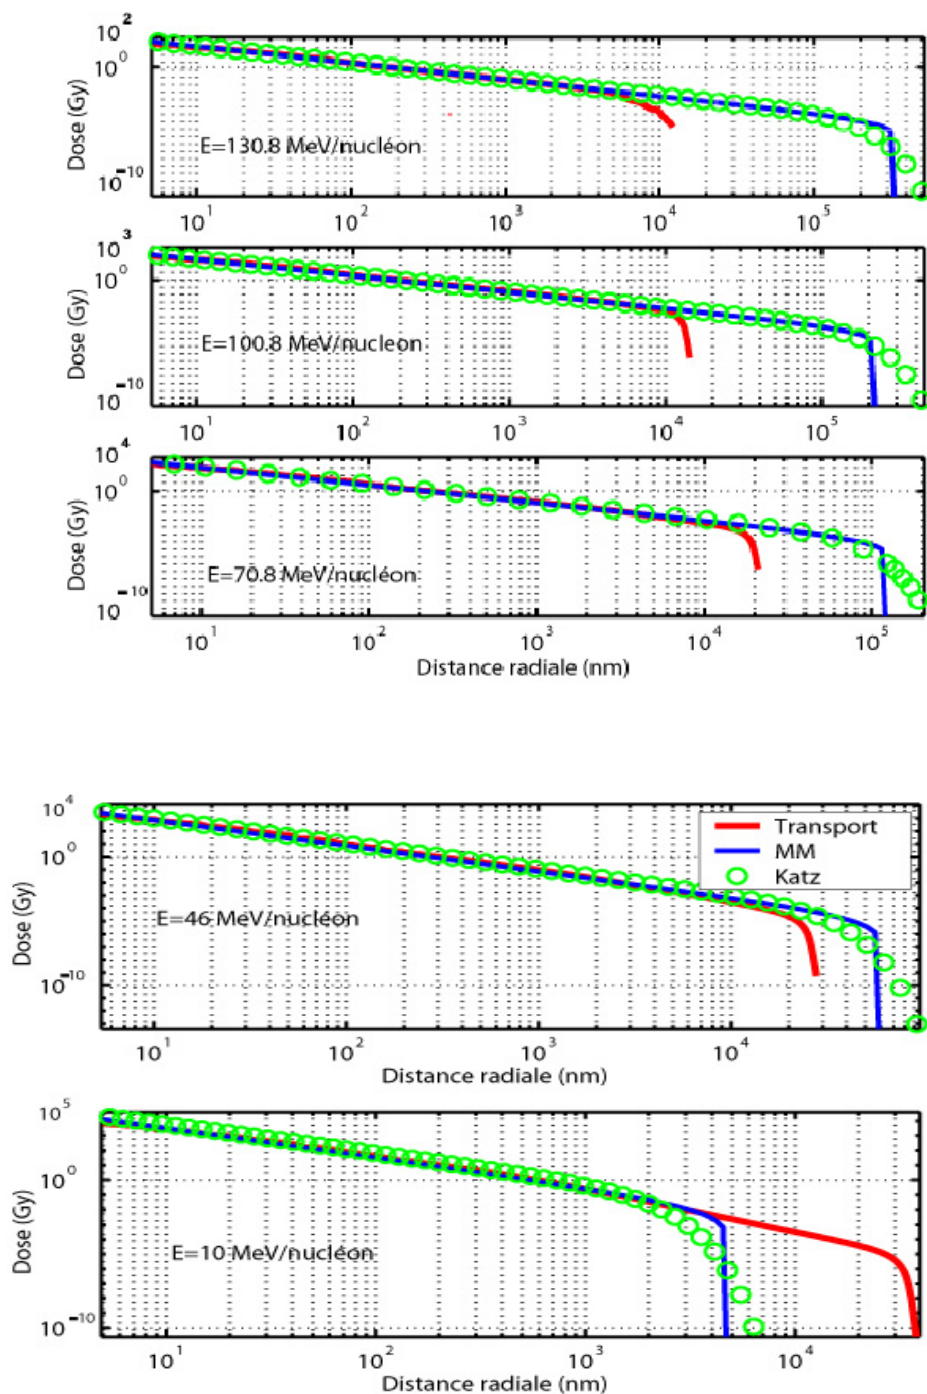 10²
Dose (Gy)
10⁰
E=130.8 MeV/nucléon
10⁻¹⁰
10¹ 10² 10³ 10⁴ 10⁵
10³
Dose (Gy)
10⁰
E=100.8 MeV/nucleon
10⁻¹⁰
10¹ 10² 10³ 10⁴ 10⁵
10⁴
Dose (Gy)
10⁰
E=70.8 MeV/nucléon
10⁻¹⁰
10¹ 10² 10³ 10⁴ 10⁵
Distance radiale (nm)
10⁴
Transport
MM
Katz
Dose (Gy)
10⁰
E=46 MeV/nucléon
10⁻¹⁰
10¹ 10² 10³ 10⁴
Distance radiale (nm)
10⁵
Dose (Gy)
10⁰
E=10 MeV/nucléon
10⁻¹⁰
10¹ 10² 10³ 10⁴
Distance radiale (nm)